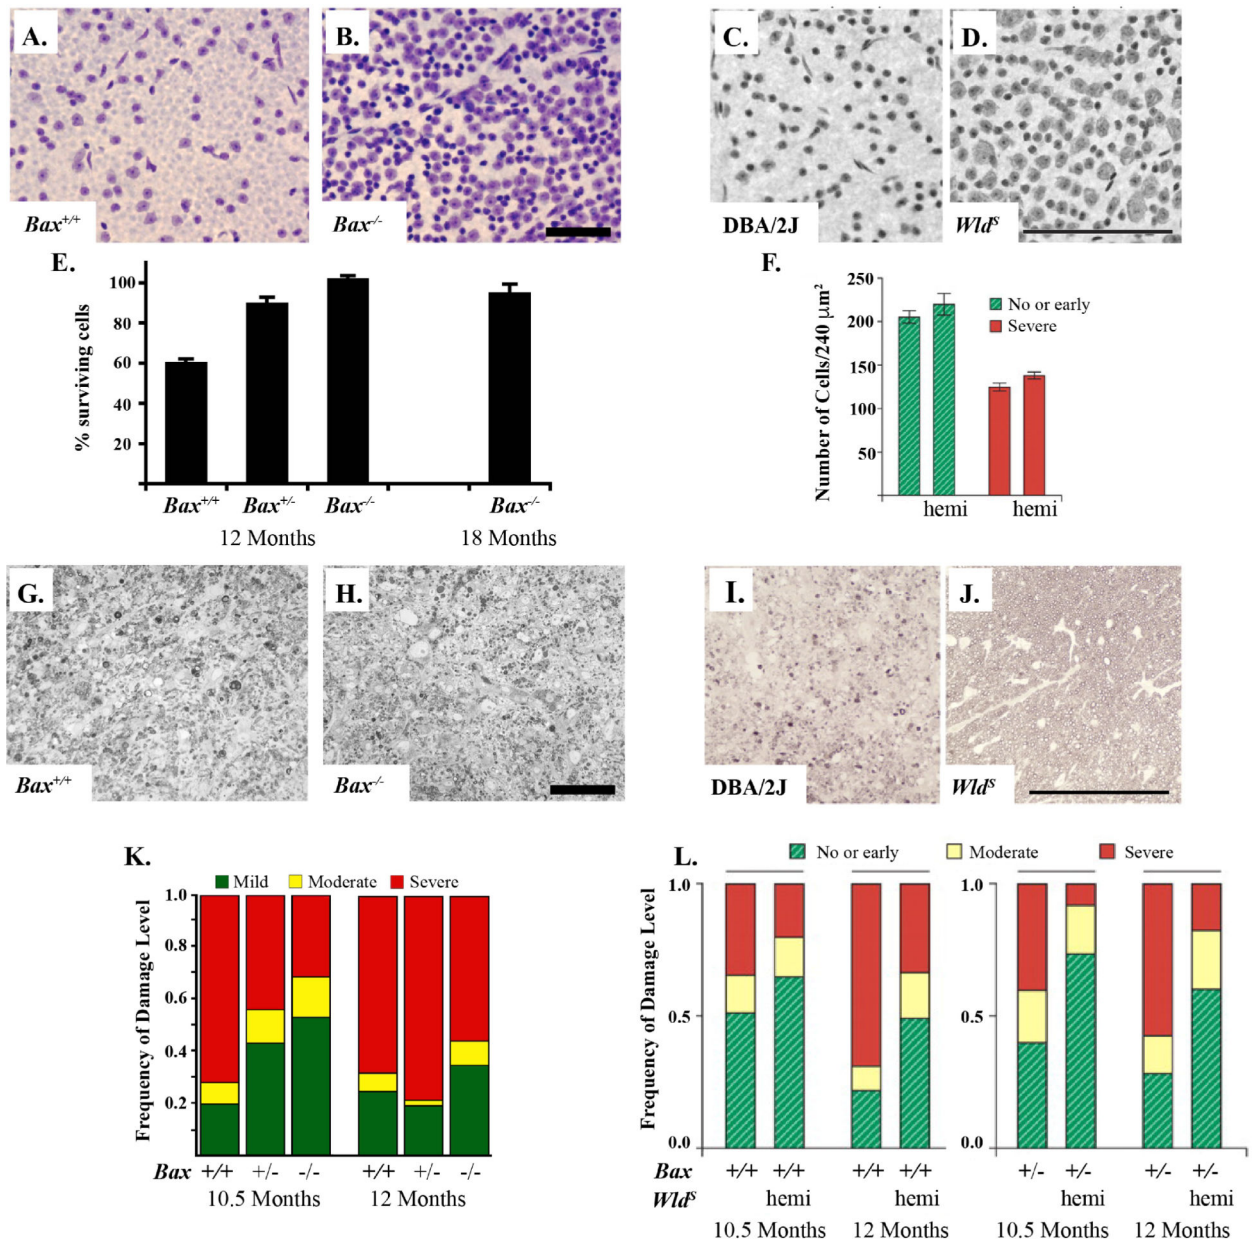 A.
B.
C.
D.
Bax+/+
Bax-/-
DBA/2J
Wldˢ
E.
% surviving cells
100
80
60
40
20
Bax+/+
Bax+/-
Bax-/-
Bax-/-
12 Months
18 Months
F.
Number of Cells/240 µm²
250
200
150
100
50
No or early
Severe
hemi
hemi
G.
H.
I.
J.
Bax+/+
Bax-/-
DBA/2J
Wldˢ
K.
Mild
Moderate
Severe
Frequency of Damage Level
1.0
0.8
0.6
0.4
0.2
Bax +/+ +/- -/- +/+ +/- -/-
10.5 Months 12 Months
L.
No or early
Moderate
Severe
Frequency of Damage Level
1.0
0.5
0.0
1.0
0.5
0.0
Bax +/+ +/+ +/+ +/+ +/- +/- +/- +/-
Wldˢ hemi hemi hemi hemi
10.5 Months 12 Months 10.5 Months 12 Months